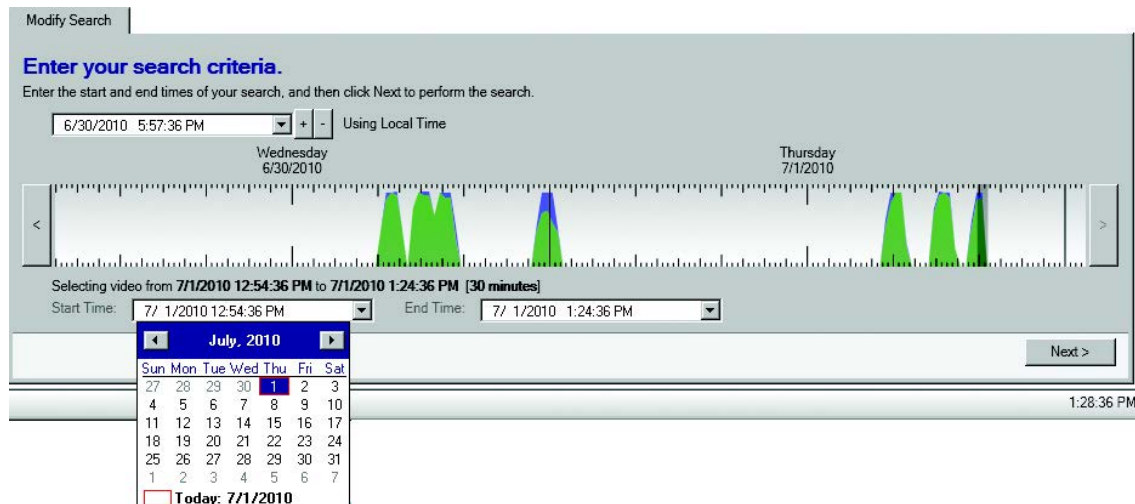 Modify Search
Enter your search criteria.
Enter the start and end times of your search, and then click Next to perform the search.
6/30/2010 5:57:36 PM + - Using Local Time
Wednesday Thursday
6/30/2010 7/1/2010
< >
Selecting video from 7/1/2010 12:54:36 PM to 7/1/2010 1:24:36 PM [30 minutes]
Start Time: 7/ 1/2010 12:54:36 PM End Time: 7/ 1/2010 1:24:36 PM
July, 2010
Next >
Sun Mon Tue Wed Thu Fri Sat
27 28 29 30 1 2 3
4 5 6 7 8 9 10
1:28:36 PM
11 12 13 14 15 16 17
18 19 20 21 22 23 24
25 26 27 28 29 30 31
1 2 3 4 5 6 7
Today: 7/1/2010